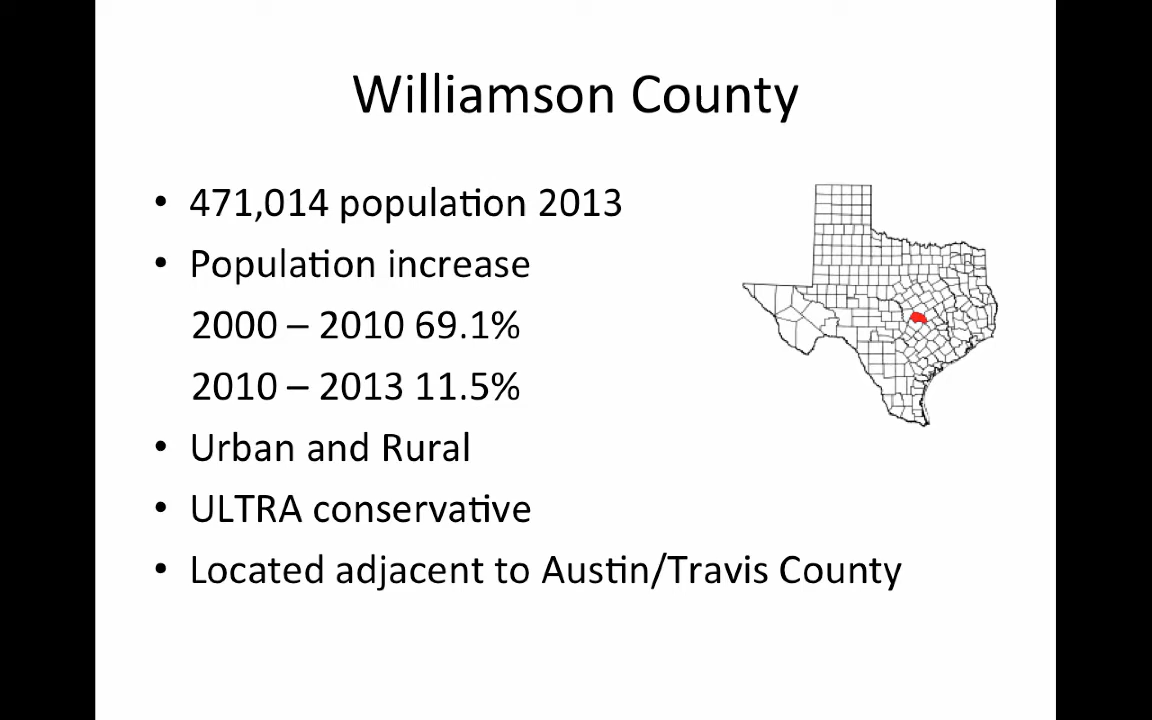 Williamson County
• 471,014 population 2013
• Population increase
2000 – 2010 69.1%
2010 – 2013 11.5%
• Urban and Rural
• ULTRA conservative
• Located adjacent to Austin/Travis County